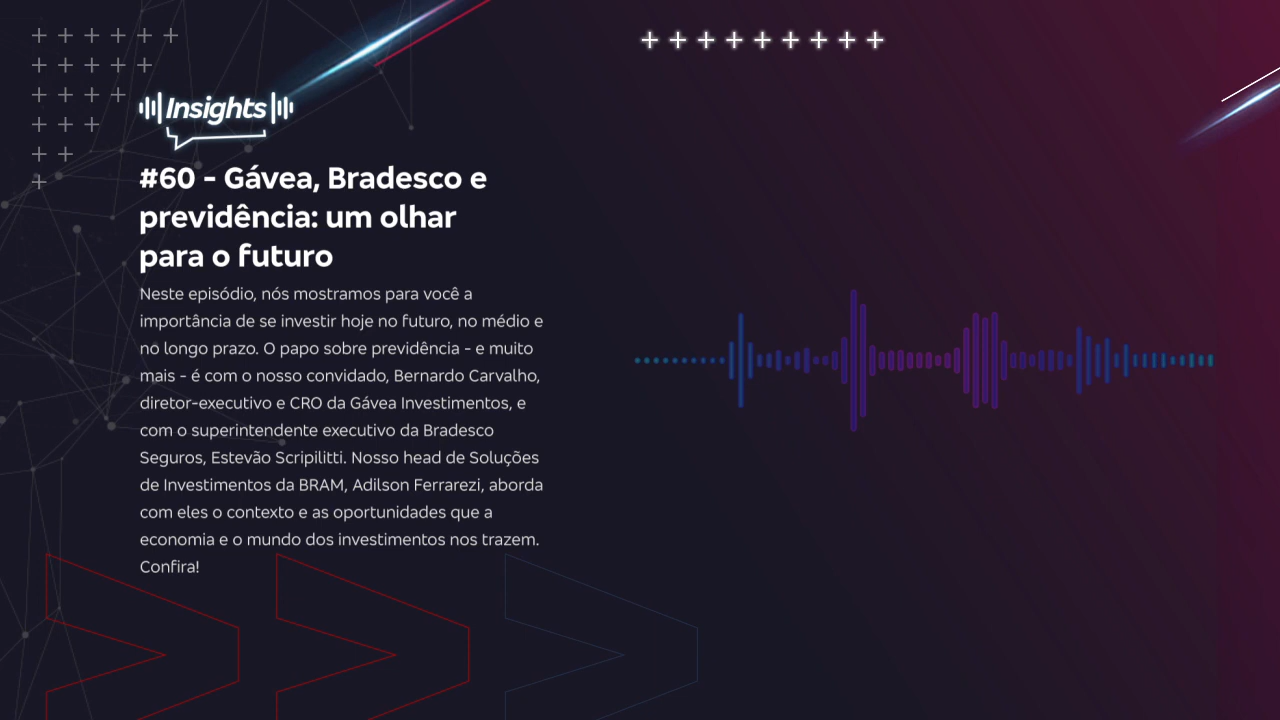 Insights
#60 - Gávea, Bradesco e
previdência: um olhar
para o futuro
Neste episódio, nós mostramos para você a
importância de se investir hoje no futuro, no médio e
no longo prazo. O papo sobre previdência - e muito
mais - é com o nosso convidado, Bernardo Carvalho,
diretor-executivo e CRO da Gávea Investimentos, e
com o superintendente executivo da Bradesco
Seguros, Estevão Scripilitti. Nosso head de Soluções
de Investimentos da BRAM, Adilson Ferrarezi, aborda
com eles o contexto e as oportunidades que a
economia e o mundo dos investimentos nos trazem.
Confira!